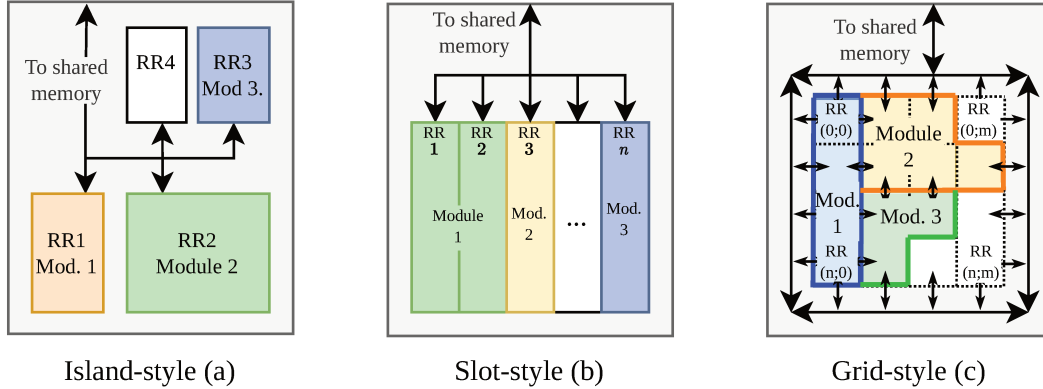 To shared
memory
RR4
RR3
Mod 3.
RR1
Mod. 1
RR2
Module 2
Island-style (a)
To shared
memory
RR
1
RR
2
RR
3
RR
n
Module
1
Mod.
2
...
Mod.
3
Slot-style (b)
To shared
memory
RR
(0;0)
Module
2
RR
(0;m)
Mod.
1
Mod. 3
RR
(n;0)
RR
(n;m)
Grid-style (c)